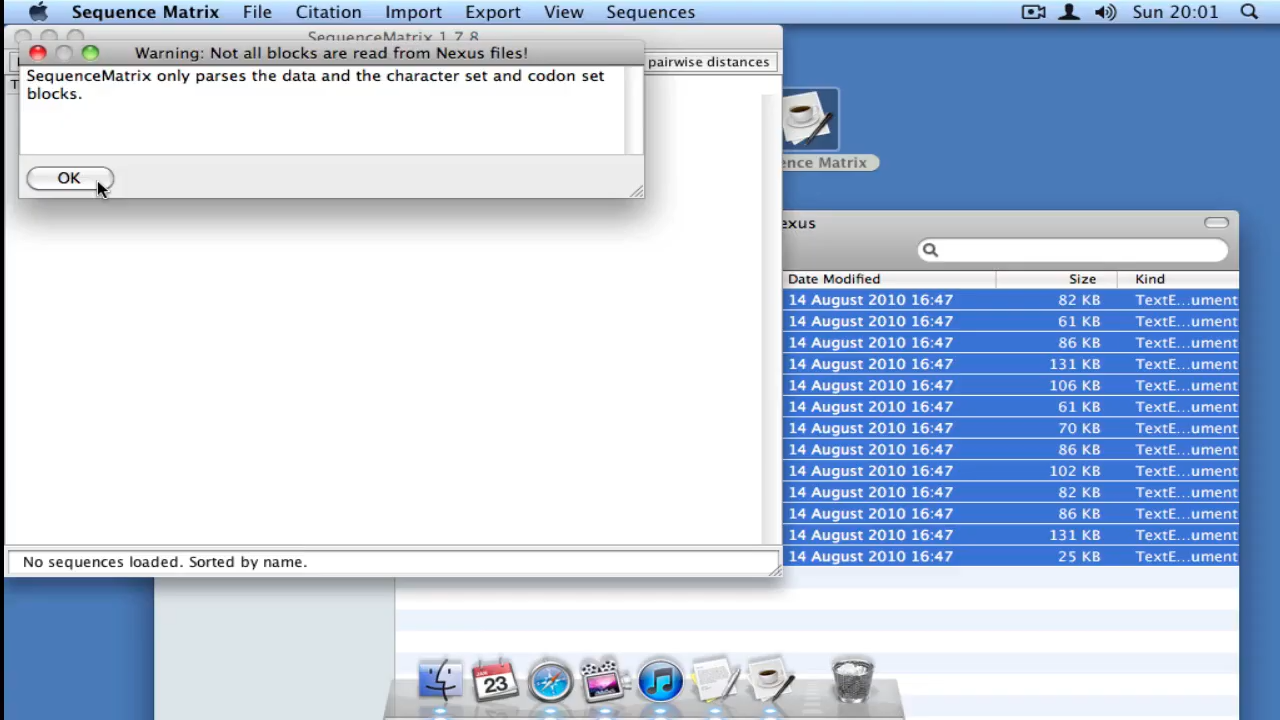 Sequence Matrix File Citation Import Export View Sequences Sun 20:01
SequenceMatrix 1.7.8
Warning: Not all blocks are read from Nexus files!
SequenceMatrix only parses the data and the character set and codon set
blocks.
OK
pairwise distances
T
ence Matrix
exus
Date Modified Size Kind
14 August 2010 16:47 82 KB TextE...ument
14 August 2010 16:47 61 KB TextE...ument
14 August 2010 16:47 86 KB TextE...ument
14 August 2010 16:47 131 KB TextE...ument
14 August 2010 16:47 106 KB TextE...ument
14 August 2010 16:47 61 KB TextE...ument
14 August 2010 16:47 70 KB TextE...ument
14 August 2010 16:47 86 KB TextE...ument
14 August 2010 16:47 102 KB TextE...ument
14 August 2010 16:47 82 KB TextE...ument
14 August 2010 16:47 86 KB TextE...ument
14 August 2010 16:47 131 KB TextE...ument
14 August 2010 16:47 25 KB TextE...ument
No sequences loaded. Sorted by name.
JAN
23